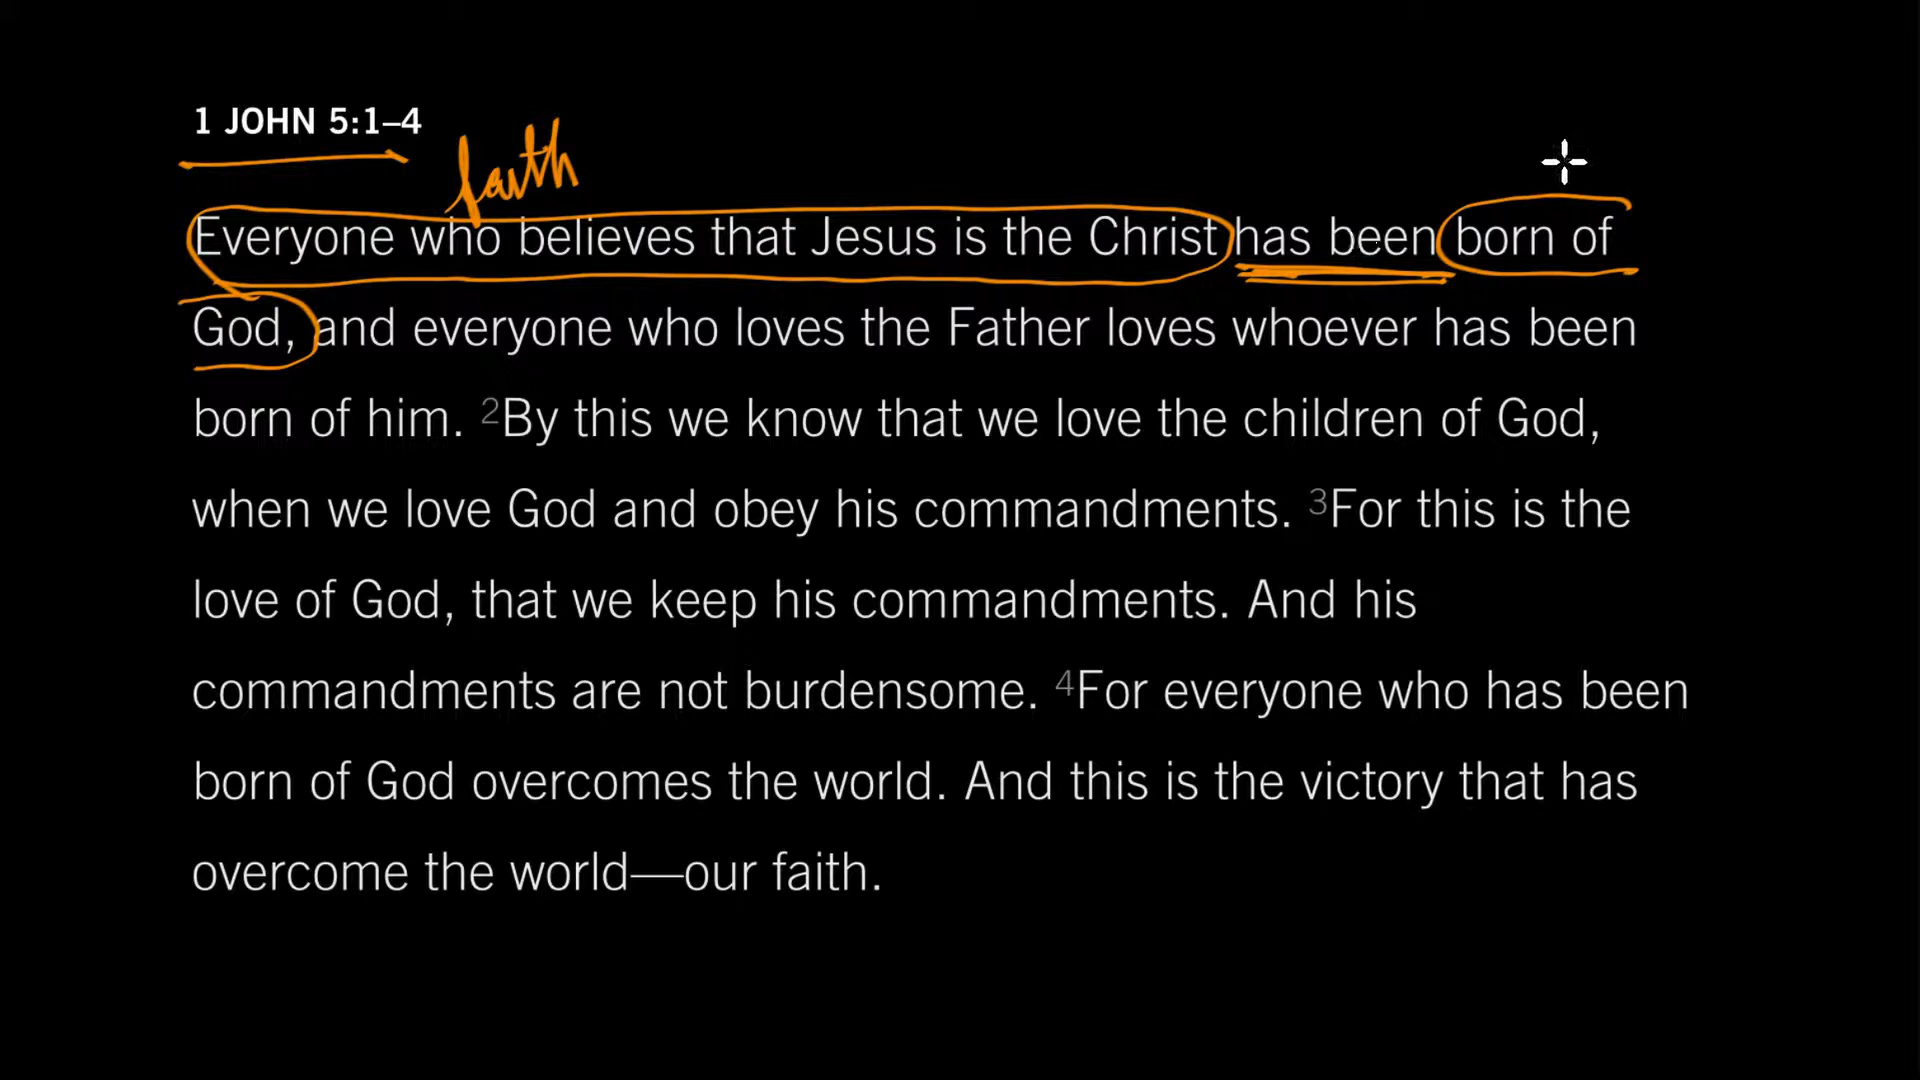 1 JOHN 5:1–4
faith
Everyone who believes that Jesus is the Christ has been born of
God, and everyone who loves the Father loves whoever has been
born of him. 2By this we know that we love the children of God,
when we love God and obey his commandments. 3For this is the
love of God, that we keep his commandments. And his
commandments are not burdensome. 4For everyone who has been
born of God overcomes the world. And this is the victory that has
overcome the world—our faith.